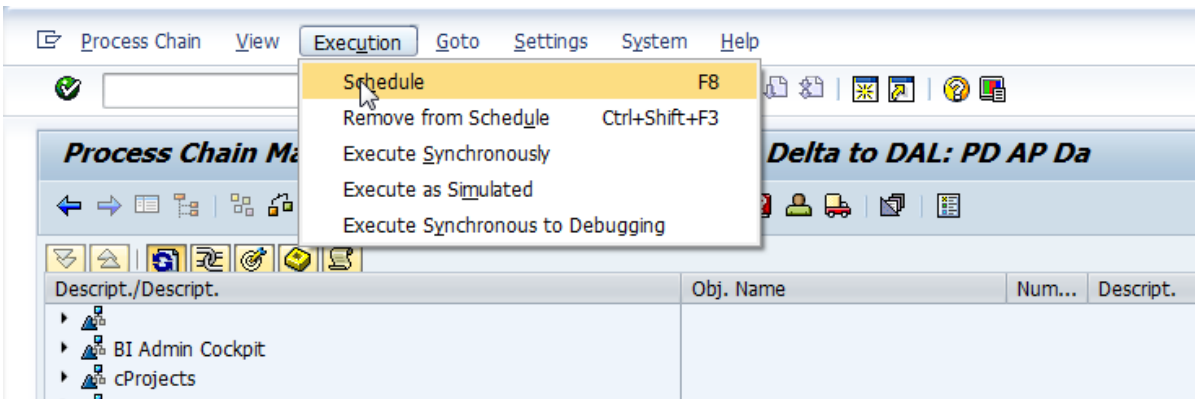 Process Chain View Execution Goto Settings System Help
Schedule F8
Remove from Schedule Ctrl+Shift+F3
Execute Synchronously
Process Chain Ma Delta to DAL: PD AP Da
Execute as Simulated
Execute Synchronous to Debugging
Descript./Descript. Obj. Name Num... Descript.
BI Admin Cockpit
cProjects